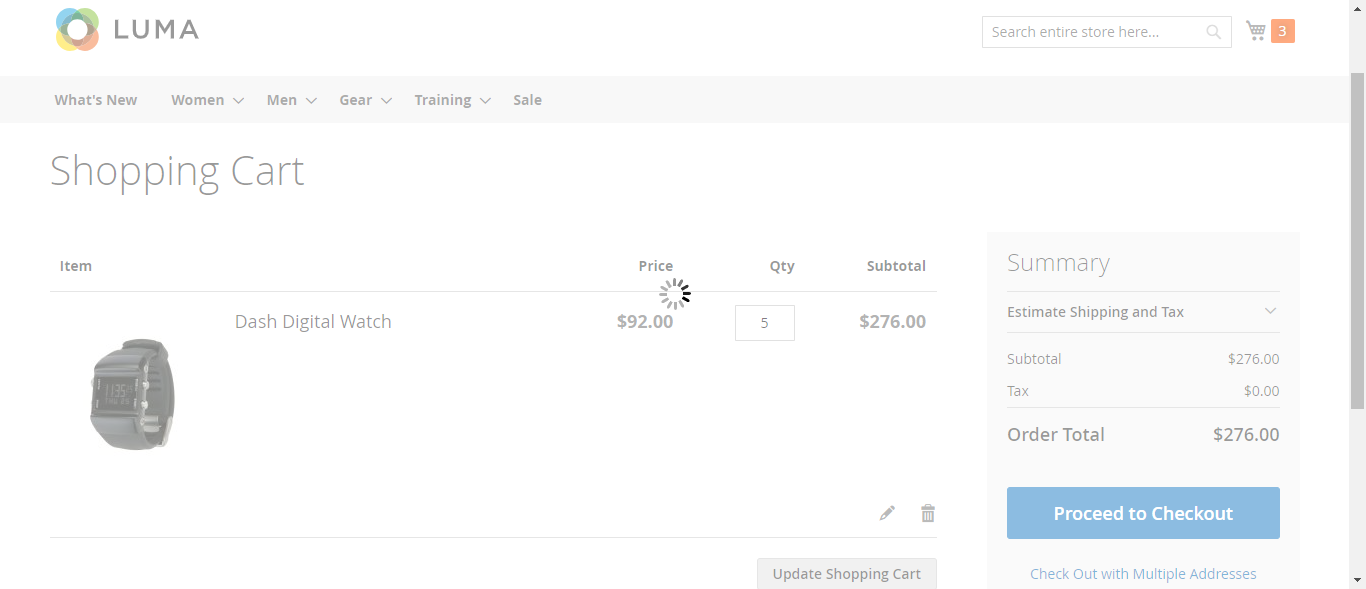 LUMA
Search entire store here...
3
What's New Women Men Gear Training Sale
Shopping Cart
Item Price Qty Subtotal
Dash Digital Watch $92.00 5 $276.00
Update Shopping Cart
Summary
Estimate Shipping and Tax
Subtotal $276.00
Tax $0.00
Order Total $276.00
Proceed to Checkout
Check Out with Multiple Addresses